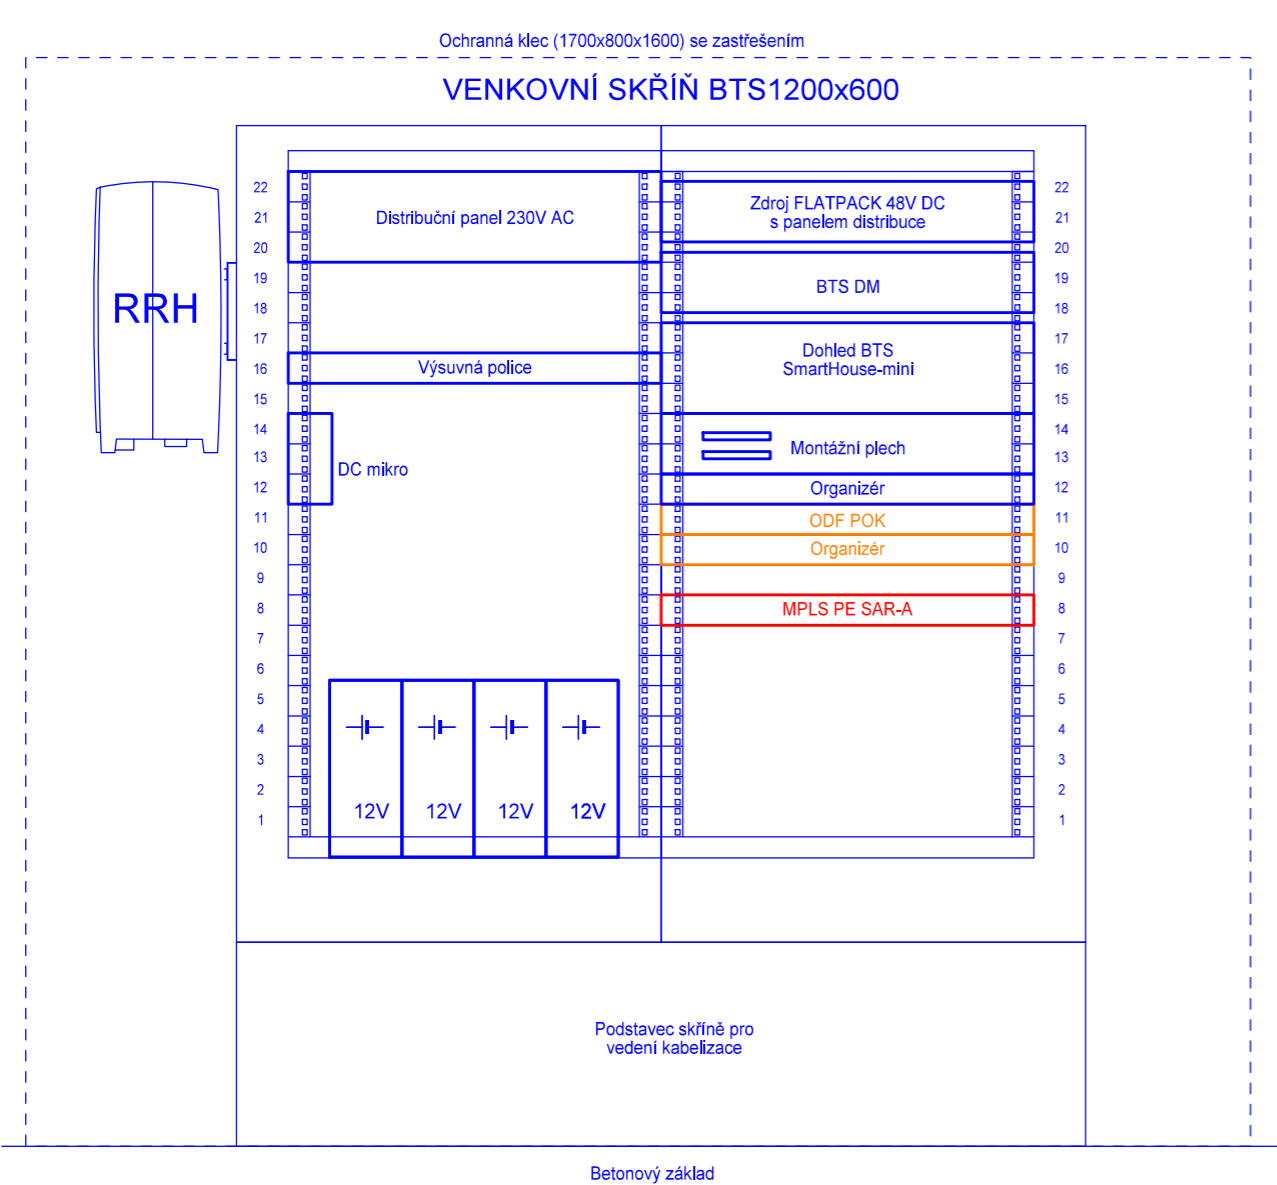 Ochranná klec (1700x800x1600) se zastřešením
VENKOVNÍ SKŘÍŇ BTS1200x600
RRH
22
21
20
19
18
17
16
15
14
13
12
11
10
9
8
7
6
5
4
3
2
1
Distribuční panel 230V AC
Výsuvná police
DC mikro
12V
12V
12V
12V
Zdroj FLATPACK 48V DC
s panelem distribuce
BTS DM
Dohled BTS
SmartHouse-mini
Montážní plech
Organizér
ODF POK
Organizér
MPLS PE SAR-A
22
21
20
19
18
17
16
15
14
13
12
11
10
9
8
7
6
5
4
3
2
1
Podstavec skříně pro
vedení kabelizace
Betonový základ